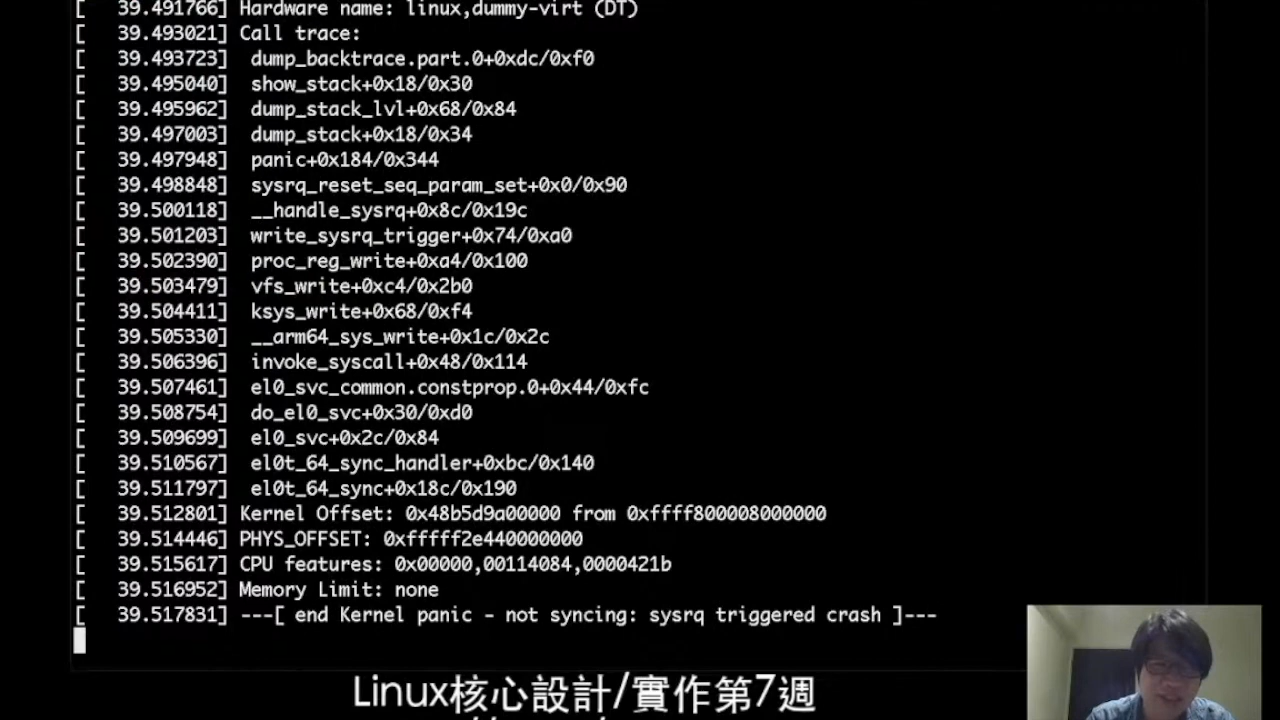 [   39.491766] Hardware name: linux,dummy-virt (DT)
[   39.493021] Call trace:
[   39.493723]  dump_backtrace.part.0+0xdc/0xf0
[   39.495040]  show_stack+0x18/0x30
[   39.495962]  dump_stack_lvl+0x68/0x84
[   39.497003]  dump_stack+0x18/0x34
[   39.497948]  panic+0x184/0x344
[   39.498848]  sysrq_reset_seq_param_set+0x0/0x90
[   39.500118]  __handle_sysrq+0x8c/0x19c
[   39.501203]  write_sysrq_trigger+0x74/0xa0
[   39.502390]  proc_reg_write+0xa4/0x100
[   39.503479]  vfs_write+0xc4/0x2b0
[   39.504411]  ksys_write+0x68/0xf4
[   39.505330]  __arm64_sys_write+0x1c/0x2c
[   39.506396]  invoke_syscall+0x48/0x114
[   39.507461]  el0_svc_common.constprop.0+0x44/0xfc
[   39.508754]  do_el0_svc+0x30/0xd0
[   39.509699]  el0_svc+0x2c/0x84
[   39.510567]  el0t_64_sync_handler+0xbc/0x140
[   39.511797]  el0t_64_sync+0x18c/0x190
[   39.512801] Kernel Offset: 0x48b5d9a00000 from 0xffff800008000000
[   39.514446] PHYS_OFFSET: 0xfffff2e440000000
[   39.515617] CPU features: 0x00000,00114084,0000421b
[   39.516952] Memory Limit: none
[   39.517831] ---[ end Kernel panic - not syncing: sysrq triggered crash ]---
Linux核心設計/實作第7週